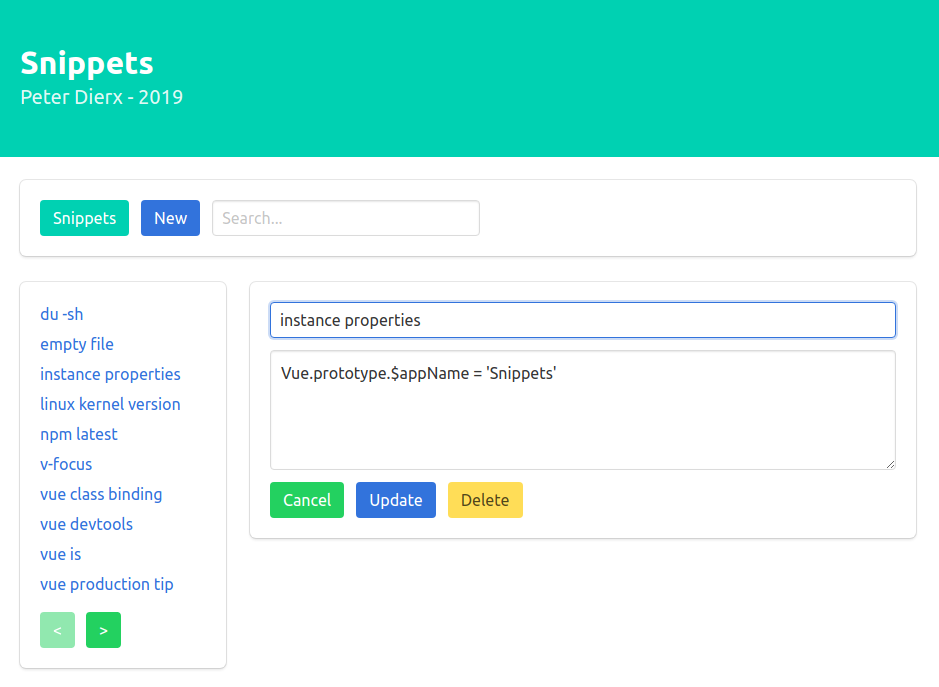 Snippets
Peter Dierx - 2019
Snippets New Search...
du -sh
empty file
instance properties
linux kernel version
npm latest
v-focus
vue class binding
vue devtools
vue is
vue production tip
< >
instance properties
Vue.prototype.$appName = 'Snippets'
Cancel Update Delete